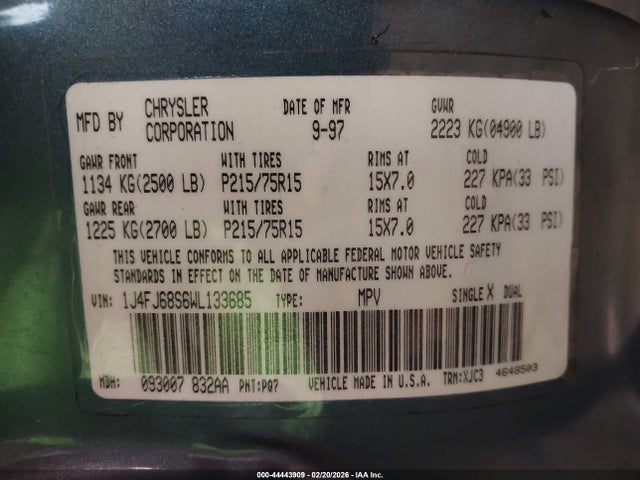 MFD BY CHRYSLER CORPORATION DATE OF MFR 9-97 GVWR 2223 KG(04900 LB)
GAWR FRONT WITH TIRES RIMS AT COLD
1134 KG(2500 LB) P215/75R15 15X7.0 227 KPA(33 PSI)
GAWR REAR WITH TIRES RIMS AT COLD
1225 KG(2700 LB) P215/75R15 15X7.0 227 KPA(33 PSI)
THIS VEHICLE CONFORMS TO ALL APPLICABLE FEDERAL MOTOR VEHICLE SAFETY
STANDARDS IN EFFECT ON THE DATE OF MANUFACTURE SHOWN ABOVE.
VIN: 1J4FJ68S6WL133685 TYPE: MPV SINGLE X DUAL
MDH: 093007 832AA PNT:PQ7 VEHICLE MADE IN U.S.A. TRM:XJC3 4648503
000-44443909 - 02/20/2026 - IAA Inc.